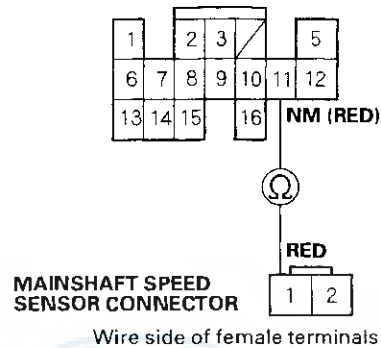 1 2 3 5
6 7 8 9 10 11 12
13 14 15 16
NM (RED)
Ω
RED
MAINSHAFT SPEED
SENSOR CONNECTOR
1 2
Wire side of female terminals